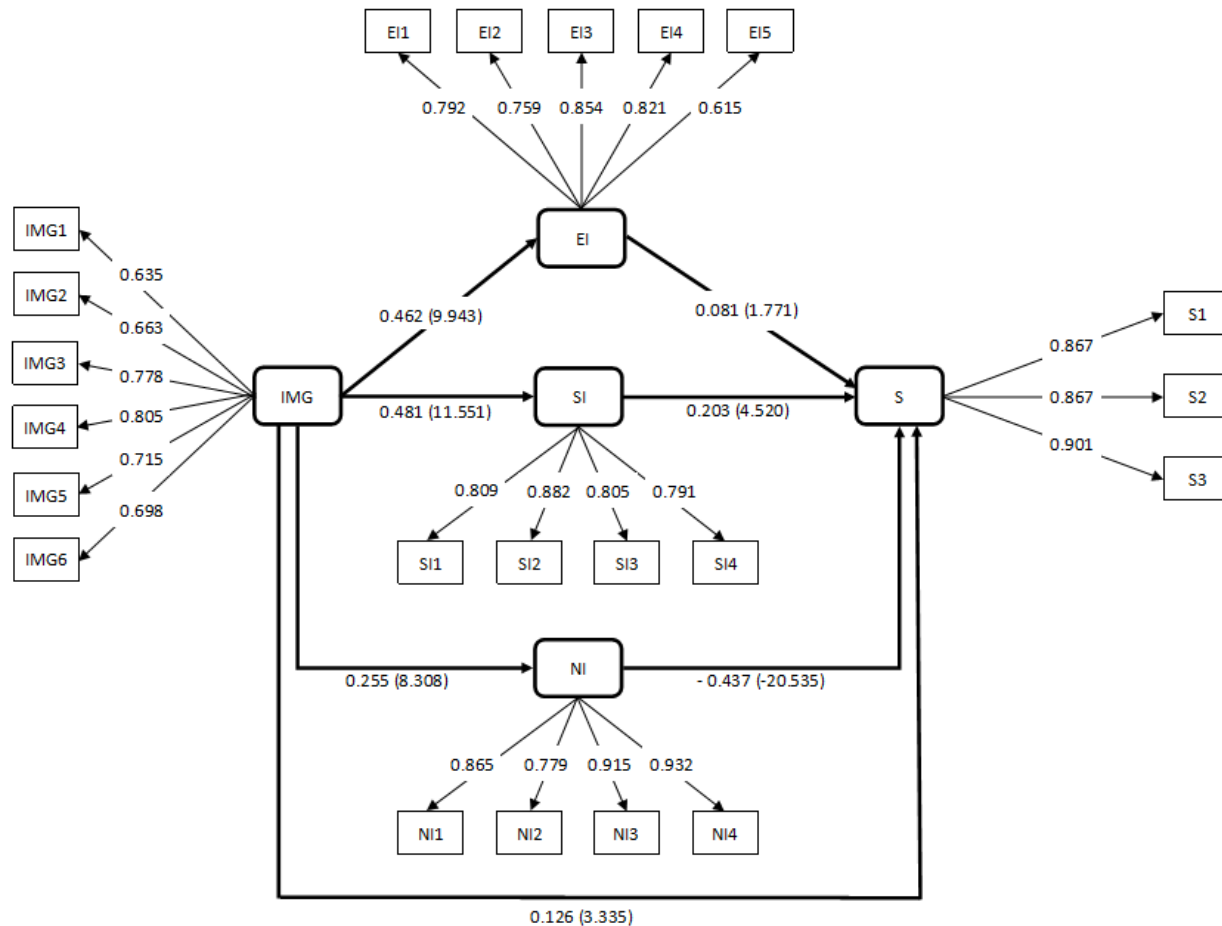 EI1 EI2 EI3 EI4 EI5
0.792 0.759 0.854 0.821 0.615
EI
IMG1
IMG2
IMG3
IMG4
IMG5
IMG6
0.635
0.663
0.778
0.805
0.715
0.698
IMG
0.462 (9.943)
0.081 (1.771)
0.481 (11.551)
SI
0.203 (4.520)
S
0.867
0.867
0.901
S1
S2
S3
0.809 0.882 0.805 0.791
SI1 SI2 SI3 SI4
0.255 (8.308)
NI
- 0.437 (-20.535)
0.865 0.779 0.915 0.932
NI1 NI2 NI3 NI4
0.126 (3.335)